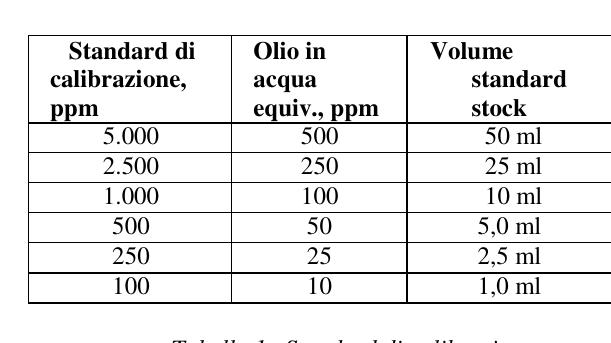 Standard di calibrazione, ppm Olio in acqua equiv., ppm Volume standard stock
5.000 500 50 ml
2.500 250 25 ml
1.000 100 10 ml
500 50 5,0 ml
250 25 2,5 ml
100 10 1,0 ml